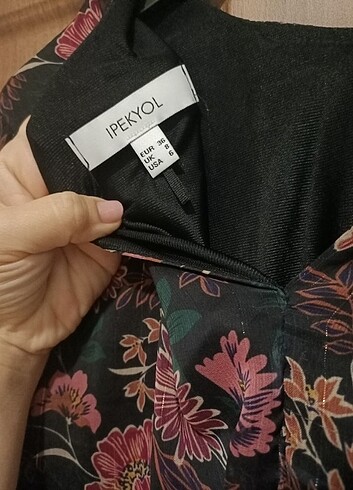 IPEKYOL
EUR 36
UK 8
USA 6